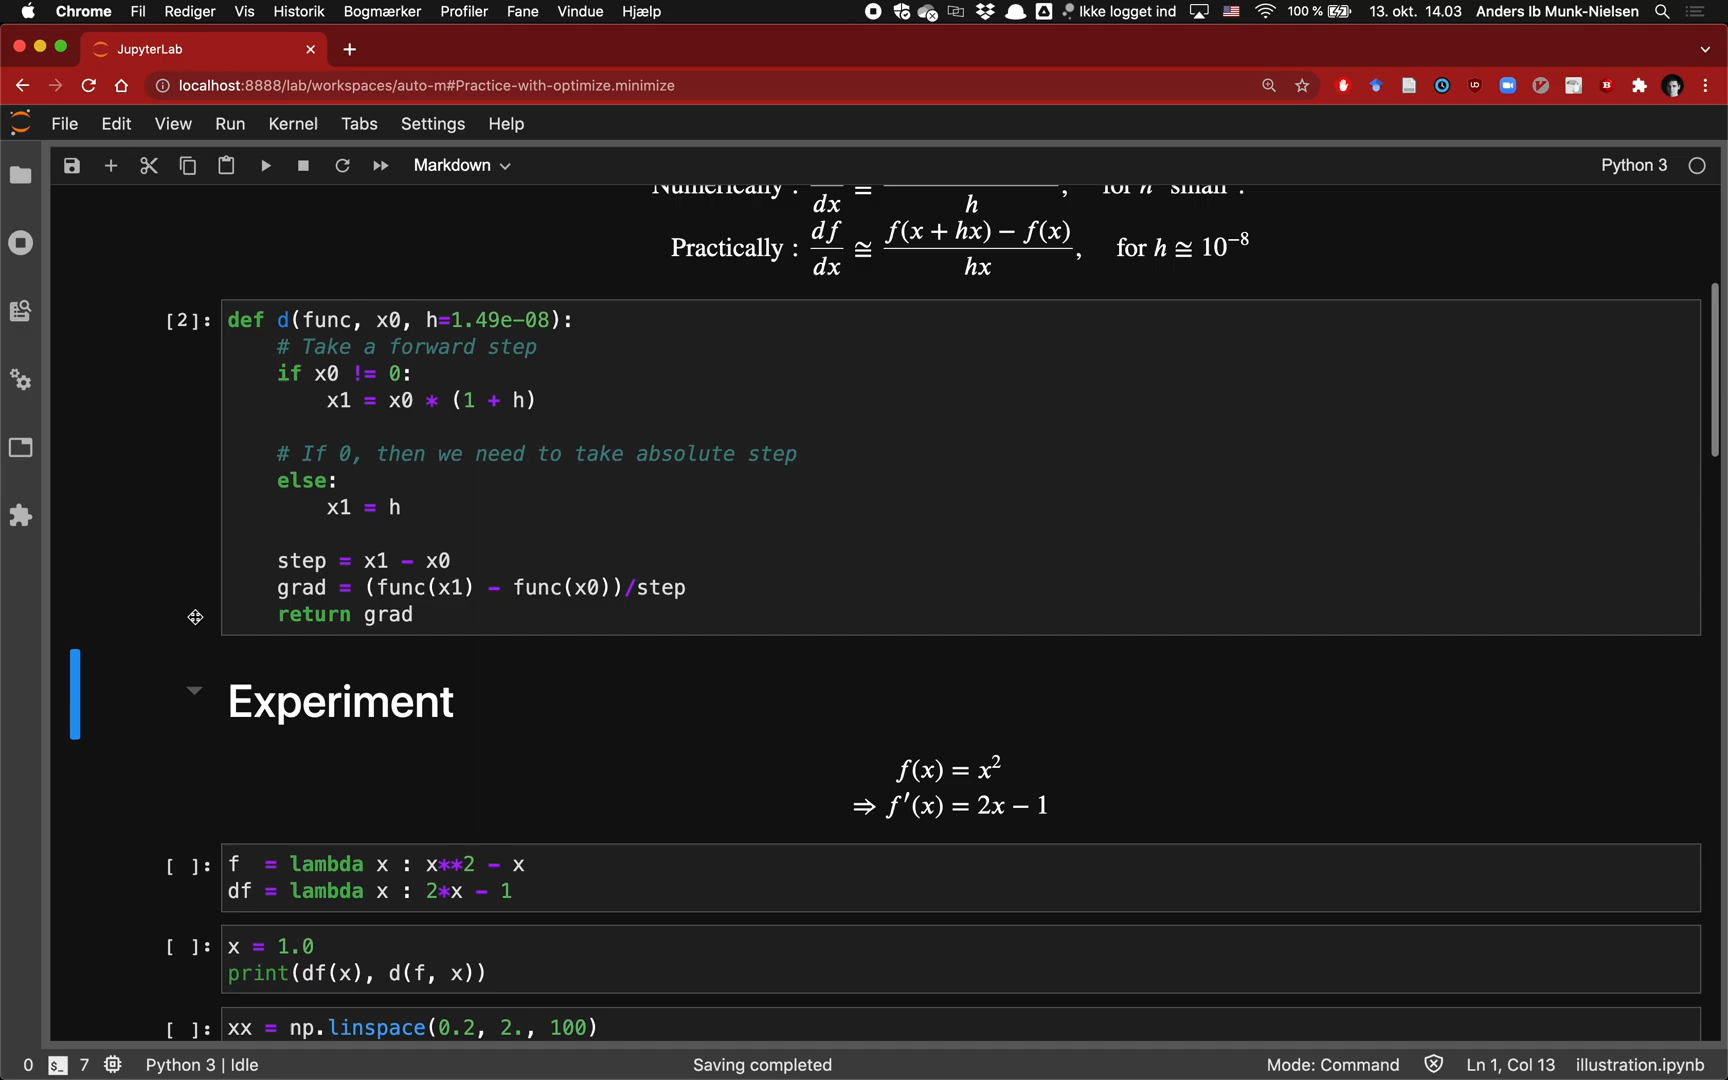 Chrome Fil Rediger Vis Historik Bogmærker Profiler Fane Vindue Hjælp Ikke logget ind 100 % 13. okt. 14.03 Anders Ib Munk-Nielsen
JupyterLab
localhost:8888/lab/workspaces/auto-m#Practice-with-optimize.minimize
File Edit View Run Kernel Tabs Settings Help
Markdown Python 3
Numerically : dx ≅ h, for h "small".
Practically : df/dx ≅ f(x + hx) − f(x) / hx, for h ≅ 10⁻⁸
[2]: def d(func, x0, h=1.49e-08):
# Take a forward step
if x0 != 0:
x1 = x0 * (1 + h)
# If 0, then we need to take absolute step
else:
x1 = h
step = x1 - x0
grad = (func(x1) - func(x0))/step
return grad
Experiment
f(x) = x²
⇒ f′(x) = 2x − 1
[ ]: f = lambda x : x**2 - x
df = lambda x : 2*x - 1
[ ]: x = 1.0
print(df(x), d(f, x))
[ ]: xx = np.linspace(0.2, 2., 100)
0 $_ 7 Python 3 | Idle Saving completed Mode: Command Ln 1, Col 13 illustration.ipynb